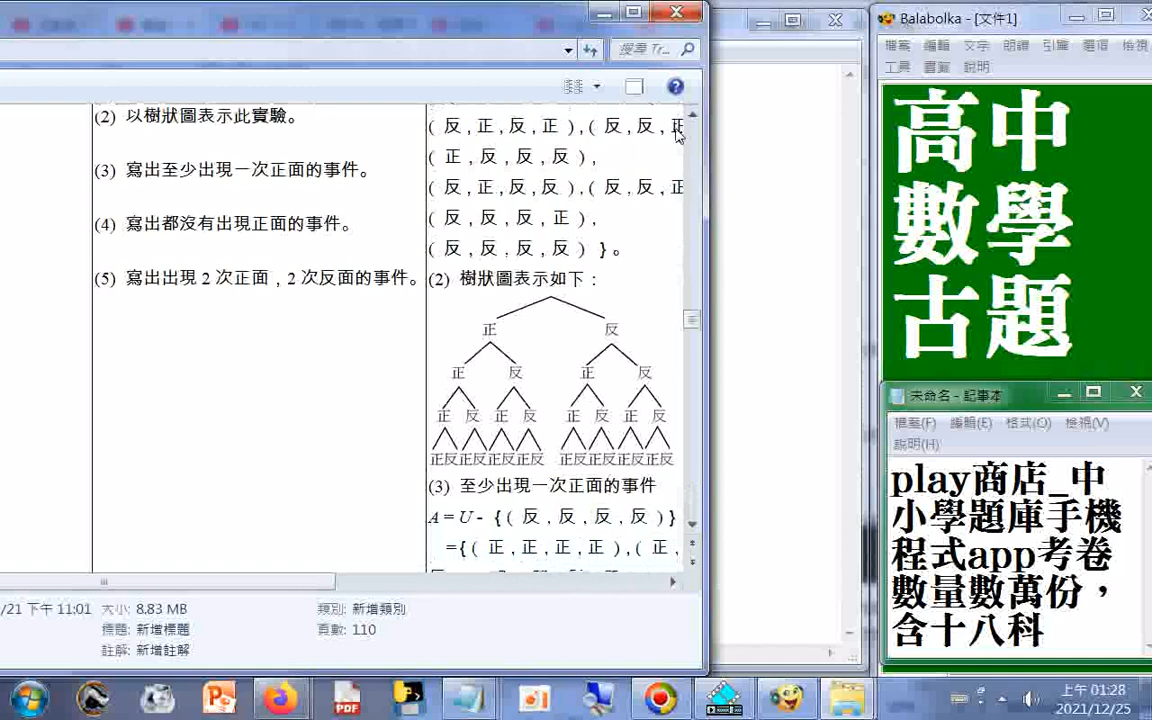 搜尋 Tr...
(2) 以樹狀圖表示此實驗。
(3) 寫出至少出現一次正面的事件。
(4) 寫出都沒有出現正面的事件。
(5) 寫出出現 2 次正面，2 次反面的事件。
( 反 , 正 , 反 , 正 ) , ( 反 , 反 , 正
( 正 , 反 , 反 , 反 ) ,
( 反 , 正 , 反 , 反 ) , ( 反 , 反 , 正
( 反 , 反 , 反 , 正 ) ,
( 反 , 反 , 反 , 反 ) } 。
(2) 樹狀圖表示如下：
正 反
正 反 正 反
正 反 正 反 正 反 正 反
正反正反正反正反 正反正反正反正反
(3) 至少出現一次正面的事件
A = U - { ( 反 , 反 , 反 , 反 ) }
= { ( 正 , 正 , 正 , 正 ) , ( 正 ,
/21 下午 11:01 大小: 8.83 MB 類別: 新增類別
標題: 新增標題 頁數: 110
註解: 新增註解
Balabolka - [文件1]
檔案 編輯 文字 朗讀 引籠 選項 檢視
工具 書籤 說明
高中
數學
古題
未命名 - 記事本
檔案(F) 編輯(E) 格式(O) 檢視(V)
說明(H)
play商店_中
小學題庫手機
程式app考卷
數量數萬份，
含十八科
PDF
上午 01:28
2021/12/25